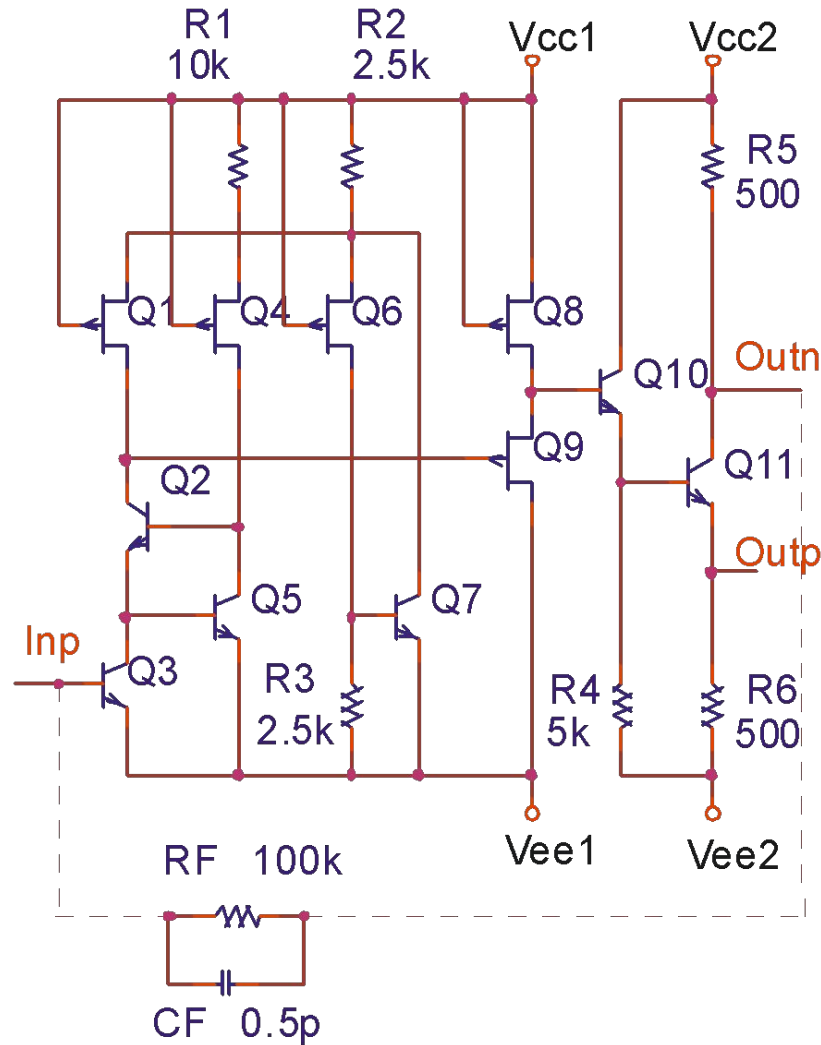 R1
10k
R2
2.5k
Vcc1
Vcc2
R5
500
Q1
Q4
Q6
Q8
Outn
Q10
Q9
Q11
Q2
Outp
Q5
Q7
Inp
Q3
R3
2.5k
R4
5k
R6
500
Vee1
Vee2
RF 100k
CF 0.5p